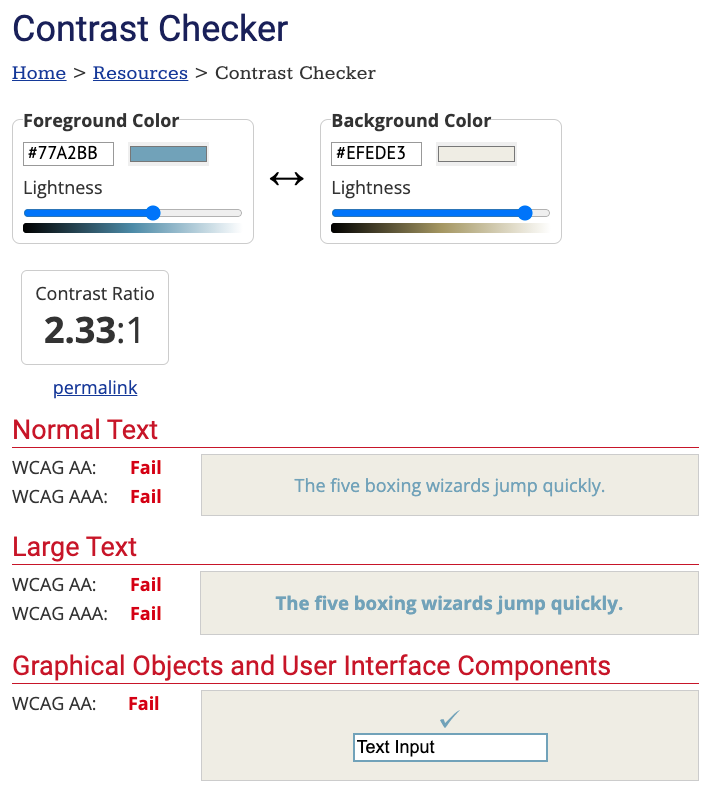 Contrast Checker
Home > Resources > Contrast Checker
Foreground Color
#77A2BB
Lightness
Background Color
#EFEDE3
Lightness
Contrast Ratio
2.33:1
permalink
Normal Text
WCAG AA: Fail
WCAG AAA: Fail
The five boxing wizards jump quickly.
Large Text
WCAG AA: Fail
WCAG AAA: Fail
The five boxing wizards jump quickly.
Graphical Objects and User Interface Components
WCAG AA: Fail
Text Input